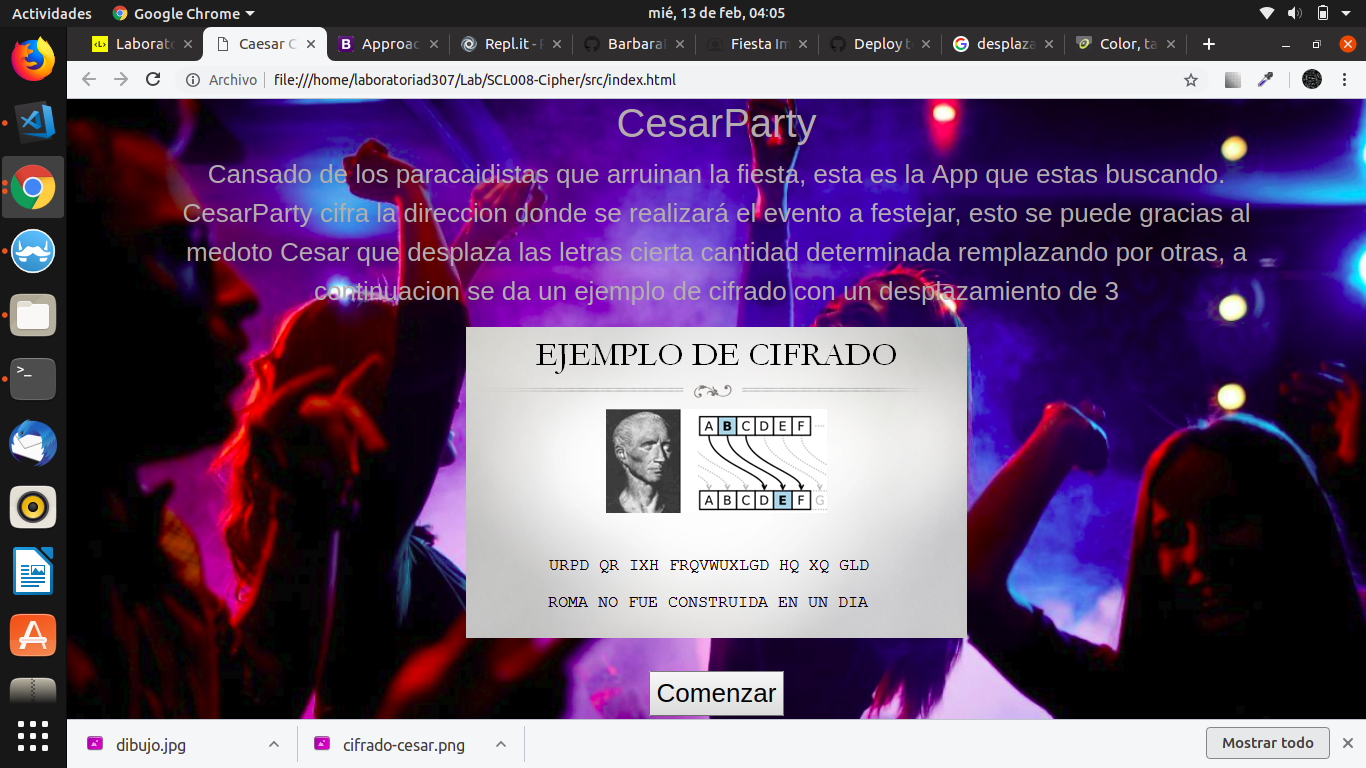 Actividades Google Chrome mié, 13 de feb, 04:05
Laborato Caesar C Approac Repl.it - F BarbaraI Fiesta Im Deploy t desplaza Color, ta
Archivo file:///home/laboratoriad307/Lab/SCL008-Cipher/src/index.html
CesarParty
Cansado de los paracaidistas que arruinan la fiesta, esta es la App que estas buscando.
CesarParty cifra la direccion donde se realizará el evento a festejar, esto se puede gracias al
medoto Cesar que desplaza las letras cierta cantidad determinada remplazando por otras, a
continuacion se da un ejemplo de cifrado con un desplazamiento de 3
EJEMPLO DE CIFRADO
A B C D E F
A B C D E F G
URPD QR IXH FRQVWUXLGD HQ XQ GLD
ROMA NO FUE CONSTRUIDA EN UN DIA
Comenzar
dibujo.jpg cifrado-cesar.png Mostrar todo